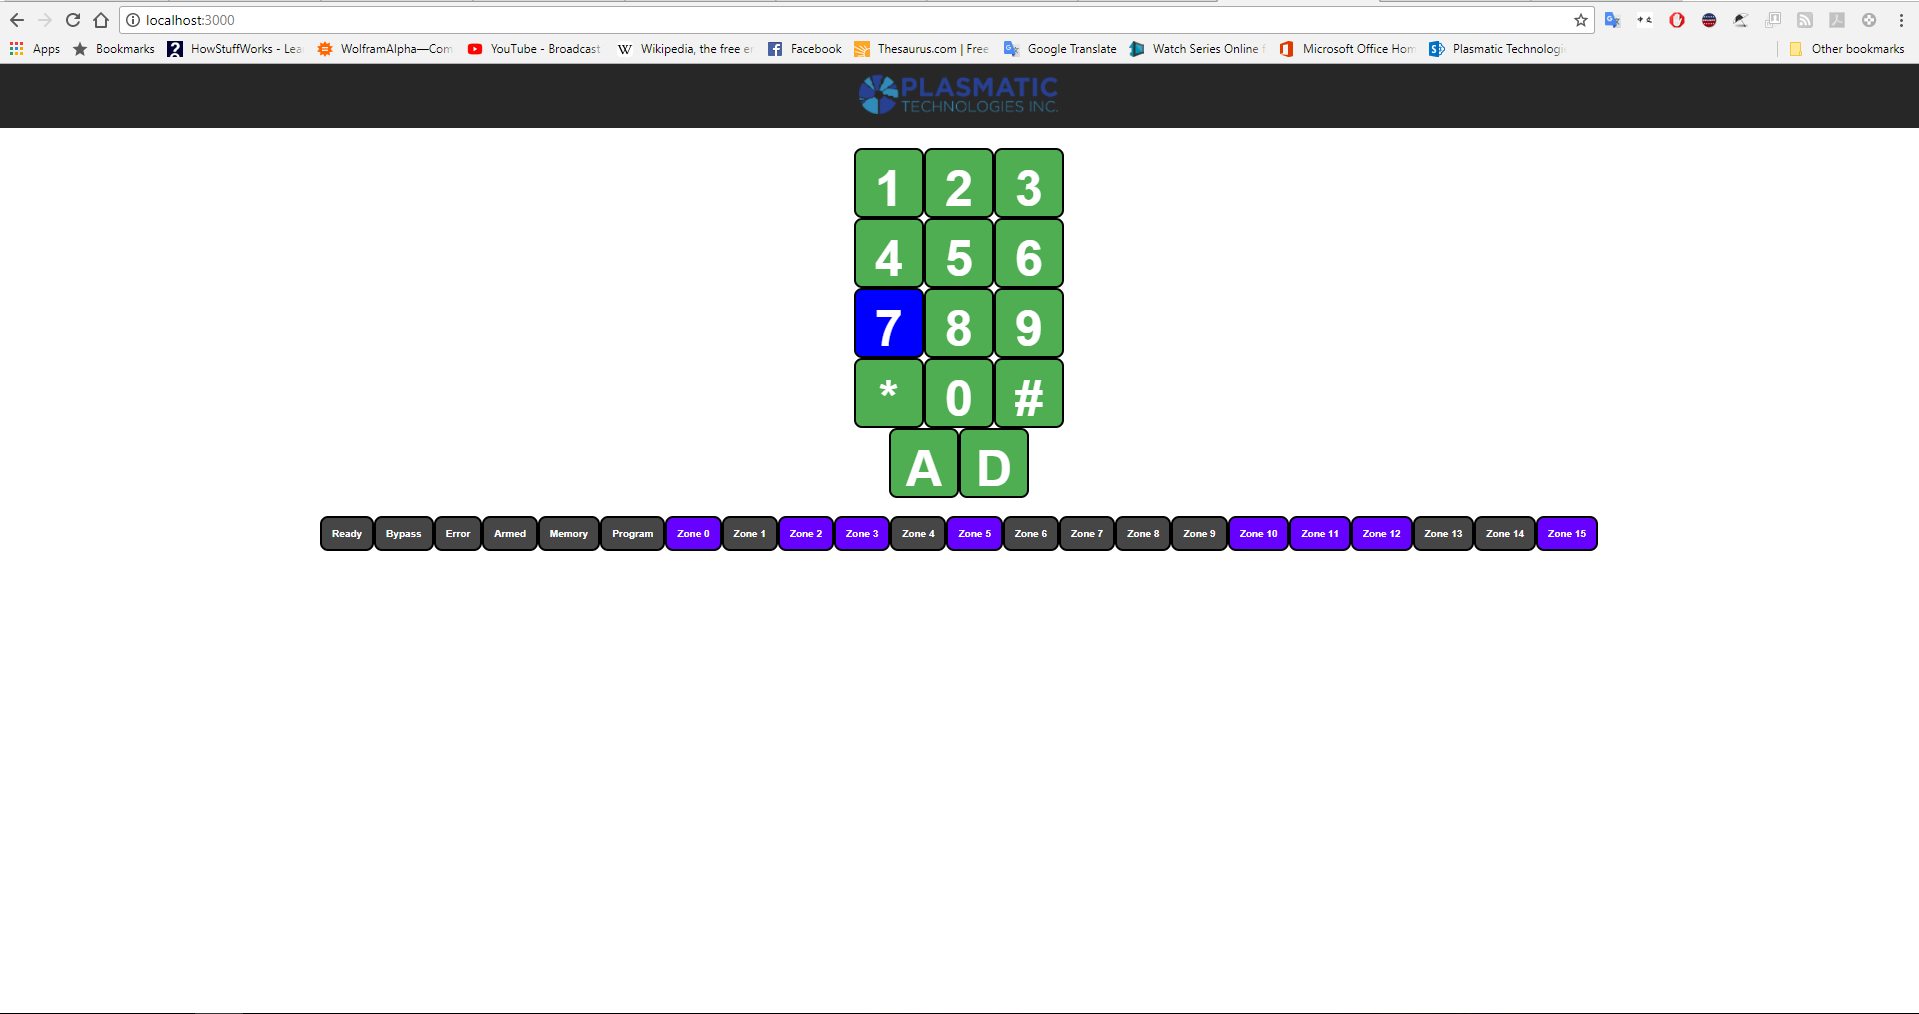 localhost:3000
Apps Bookmarks HowStuffWorks - Lea WolframAlpha—Com YouTube - Broadcast Wikipedia, the free en Facebook Thesaurus.com | Free Google Translate Watch Series Online Microsoft Office Hom Plasmatic Technologi Other bookmarks
PLASMATIC
TECHNOLOGIES INC.
1 2 3
4 5 6
7 8 9
* 0 #
A D
Ready Bypass Error Armed Memory Program Zone 0 Zone 1 Zone 2 Zone 3 Zone 4 Zone 5 Zone 6 Zone 7 Zone 8 Zone 9 Zone 10 Zone 11 Zone 12 Zone 13 Zone 14 Zone 15